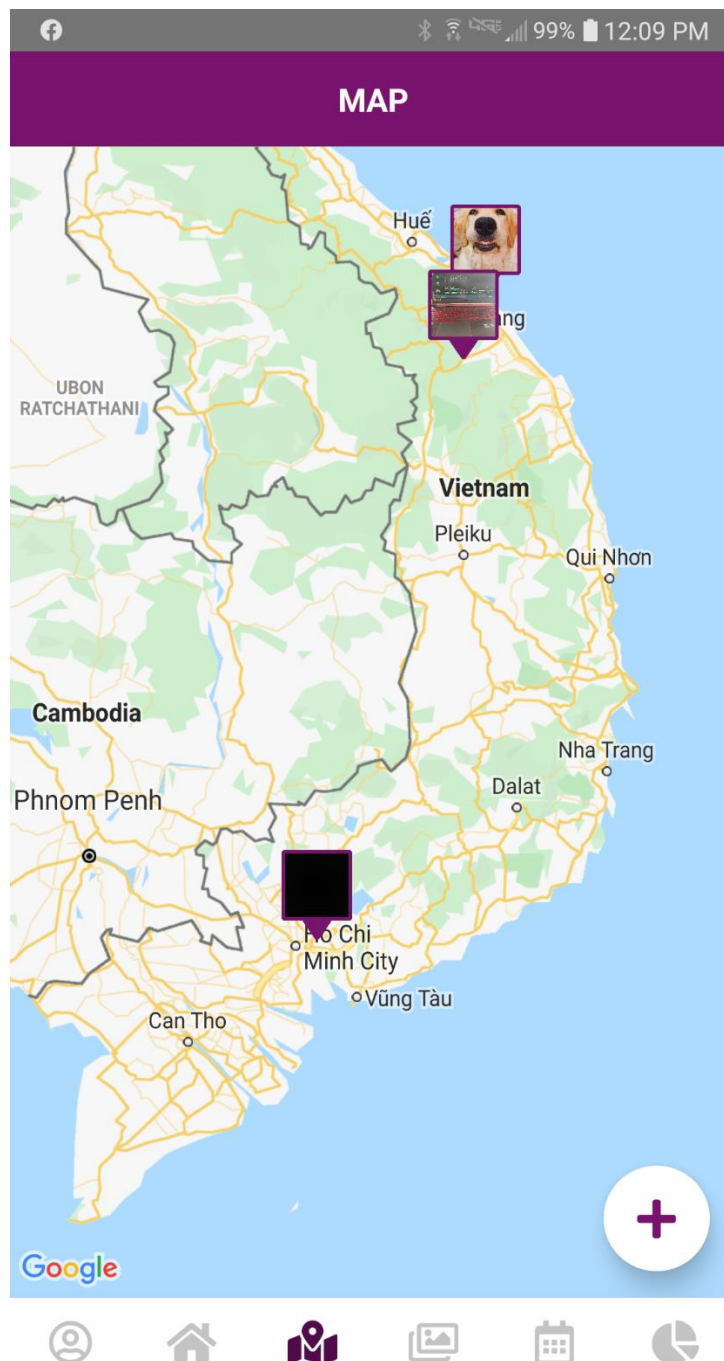 99% 12:09 PM
MAP
Huế
ng
UBON
RATCHATHANI
Vietnam
Pleiku
Qui Nhơn
Cambodia
Nha Trang
Dalat
Phnom Penh
Ho Chi
Minh City
Vũng Tàu
Can Tho
Google